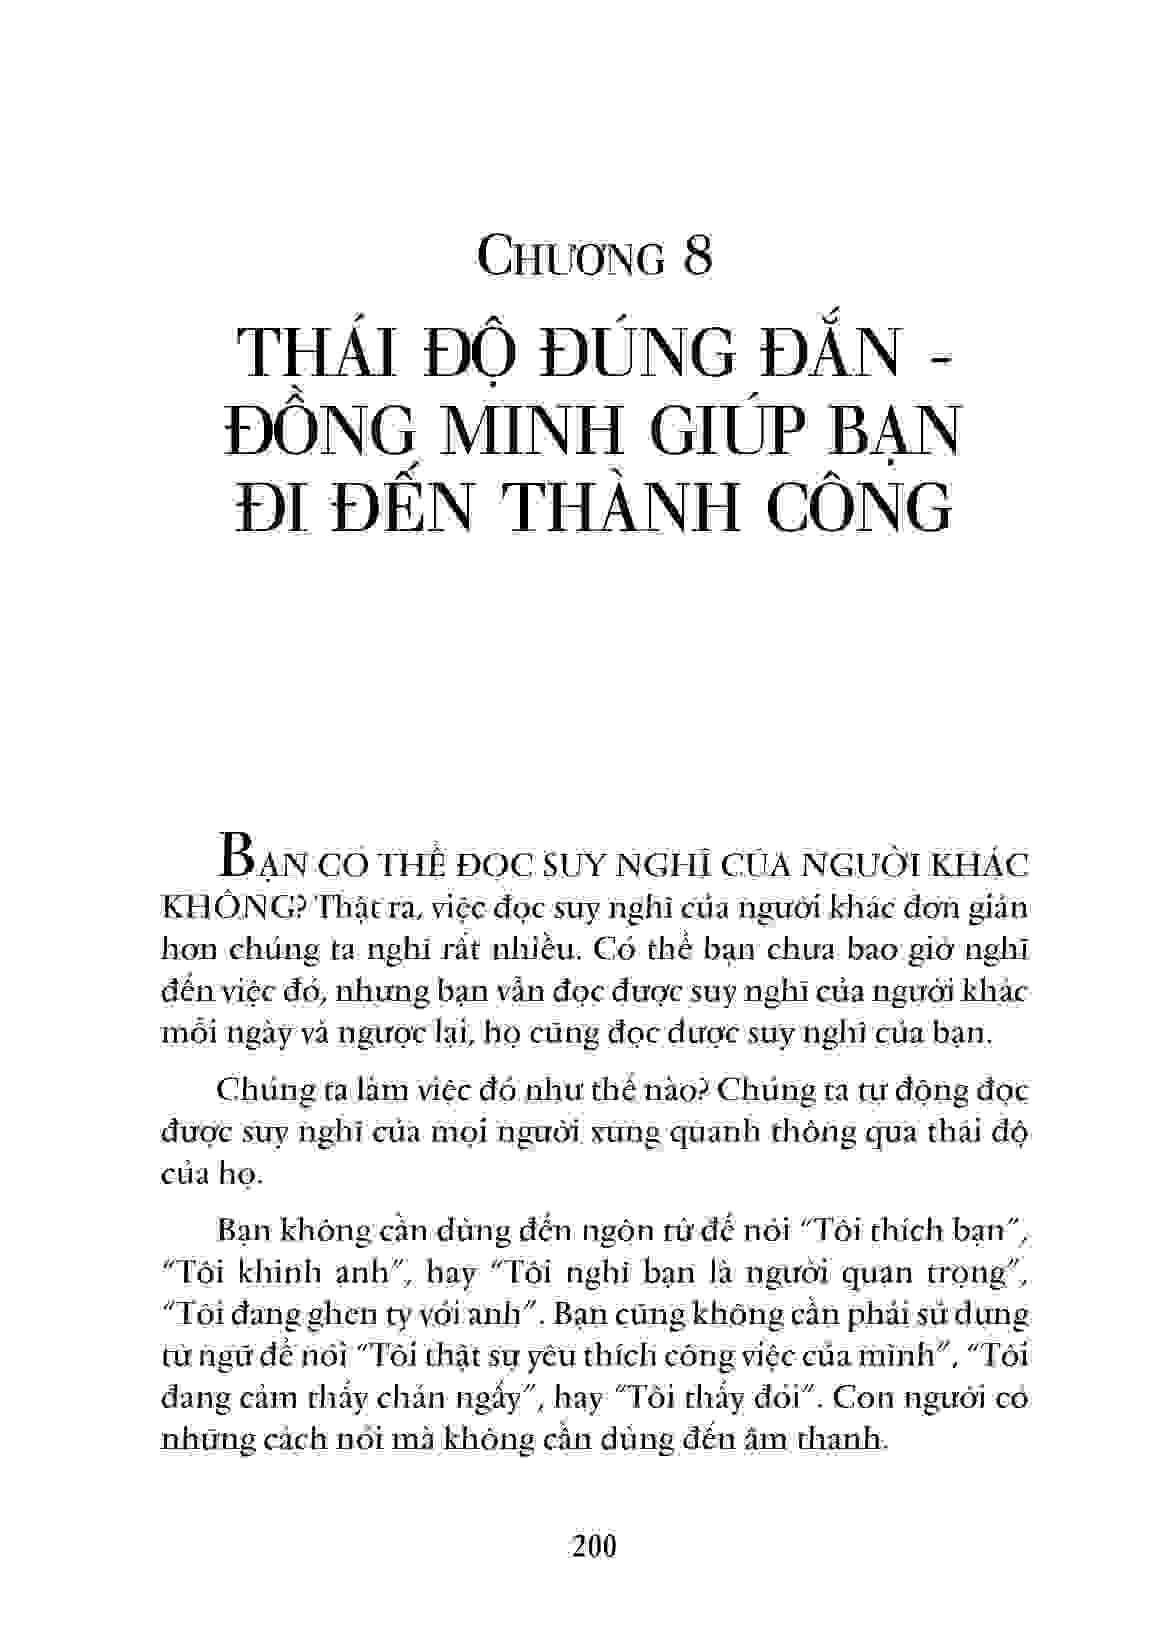 CHƯƠNG 8
THÁI ĐỘ ĐÚNG ĐẮN -
ĐỒNG MINH GIÚP BẠN
ĐI ĐẾN THÀNH CÔNG
BẠN CÓ THỂ ĐỌC SUY NGHĨ CỦA NGƯỜI KHÁC
KHÔNG? Thật ra, việc đọc suy nghĩ của người khác đơn giản
hơn chúng ta nghĩ rất nhiều. Có thể bạn chưa bao giờ nghĩ
đến việc đó, nhưng bạn vẫn đọc được suy nghĩ của người khác
mỗi ngày và ngược lại, họ cũng đọc được suy nghĩ của bạn.
Chúng ta làm việc đó như thế nào? Chúng ta tự động đọc
được suy nghĩ của mọi người xung quanh thông qua thái độ
của họ.
Bạn không cần dùng đến ngôn từ để nói “Tôi thích bạn”,
“Tôi khinh anh”, hay “Tôi nghĩ bạn là người quan trọng”,
“Tôi đang ghen tỵ với anh”. Bạn cũng không cần phải sử dụng
từ ngữ để nói “Tôi thật sự yêu thích công việc của mình”, “Tôi
đang cảm thấy chán ngấy”, hay “Tôi thấy đói”. Con người có
những cách nói mà không cần dùng đến âm thanh.
200